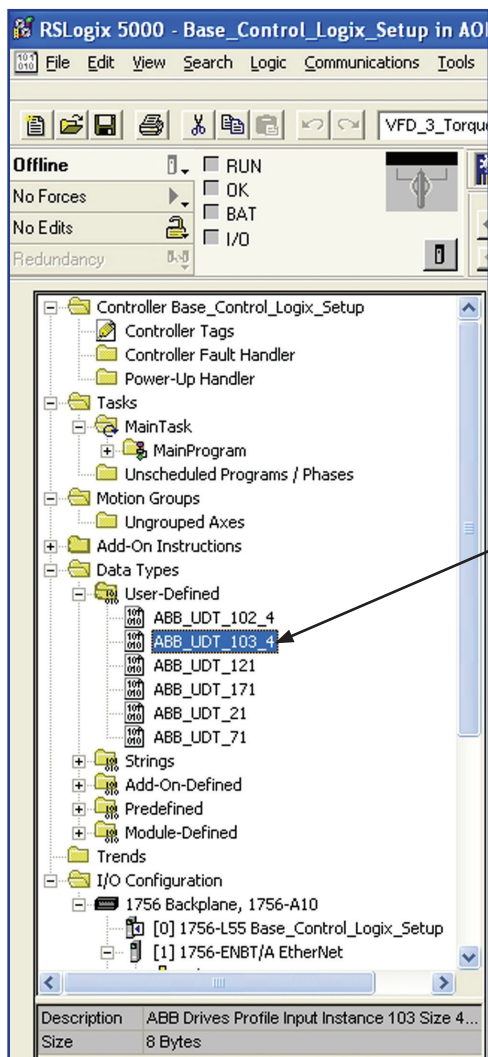 RSLogix 5000 - Base_Control_Logix_Setup in AOI
File Edit View Search Logic Communications Tools
VFD_3_Torque
Offline RUN
No Forces OK
No Edits BAT
Redundancy I/O
Controller Base_Control_Logix_Setup
Controller Tags
Controller Fault Handler
Power-Up Handler
Tasks
MainTask
MainProgram
Unscheduled Programs / Phases
Motion Groups
Ungrouped Axes
Add-On Instructions
Data Types
User-Defined
ABB_UDT_102_4
ABB_UDT_103_4
ABB_UDT_121
ABB_UDT_171
ABB_UDT_21
ABB_UDT_71
Strings
Add-On-Defined
Predefined
Module-Defined
Trends
I/O Configuration
1756 Backplane, 1756-A10
[0] 1756-L55 Base_Control_Logix_Setup
[1] 1756-ENBT/A EtherNet
Description ABB Drives Profile Input Instance 103 Size 4...
Size 8 Bytes